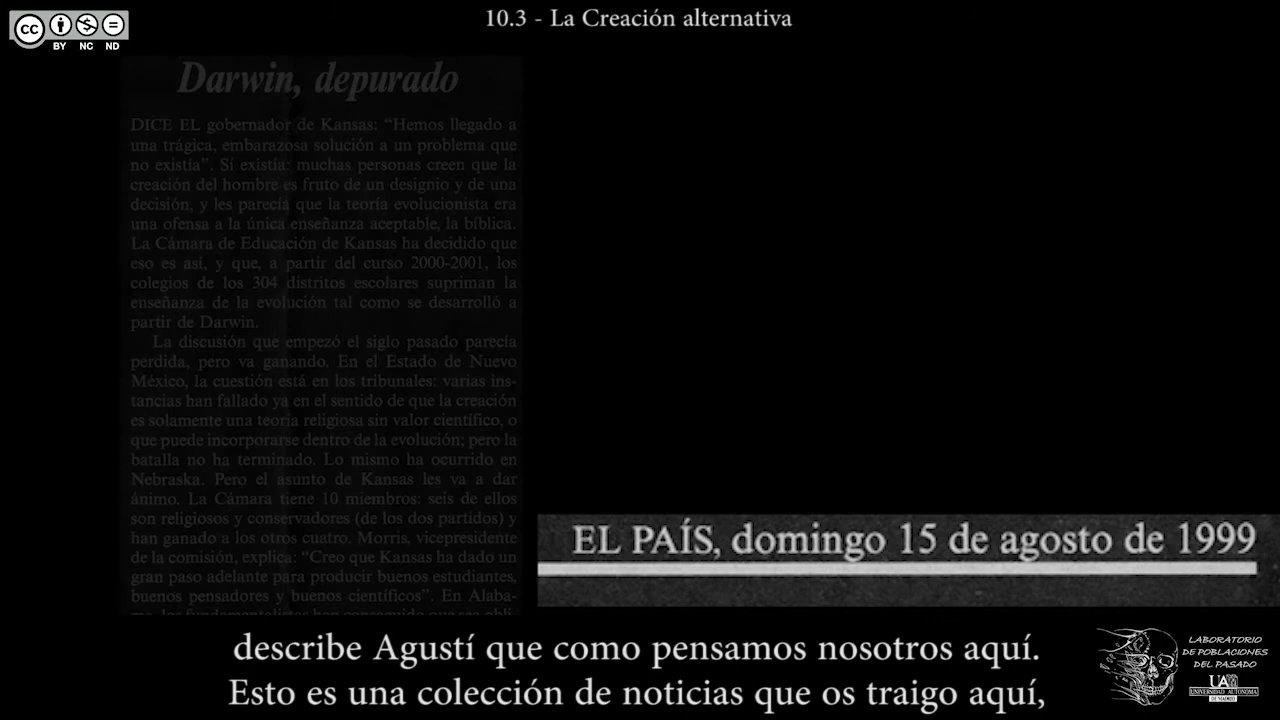 10.3 - La Creación alternativa
cc
BY NC ND
Darwin, depurado
DICE EL gobernador de Kansas: “Hemos llegado a
una trágica, embarazosa solución a un problema que
no existía”. Sí existía: muchas personas creen que la
creación del hombre es fruto de un designio y de una
decisión, y les parecía que la teoría evolucionista era
una ofensa a la única enseñanza aceptable, la bíblica.
La Cámara de Educación de Kansas ha decidido que
eso es así, y que, a partir del curso 2000-2001, los
colegios de los 304 distritos escolares supriman la
enseñanza de la evolución tal como se desarrolló a
partir de Darwin.
La discusión que empezó el siglo pasado parecía
perdida, pero va ganando. En el Estado de Nuevo
México, la cuestión está en los tribunales: varias ins-
tancias han fallado ya en el sentido de que la creación
es solamente una teoría religiosa sin valor científico, o
que puede incorporarse dentro de la evolución; pero la
batalla no ha terminado. Lo mismo ha ocurrido en
Nebraska. Pero el asunto de Kansas les va a dar
ánimo. La Cámara tiene 10 miembros: seis de ellos
son religiosos y conservadores (de los dos partidos) y
han ganado a los otros cuatro. Morris, vicepresidente
de la comisión, explica: “Creo que Kansas ha dado un
gran paso adelante para producir buenos estudiantes,
buenos pensadores y buenos científicos”. En Alaba-
EL PAÍS, domingo 15 de agosto de 1999
describe Agustí que como pensamos nosotros aquí.
Esto es una colección de noticias que os traigo aquí,
LABORATORIO
DE POBLACIONES
DEL PASADO
UAM
UNIVERSIDAD AUTONOMA
DE MADRID